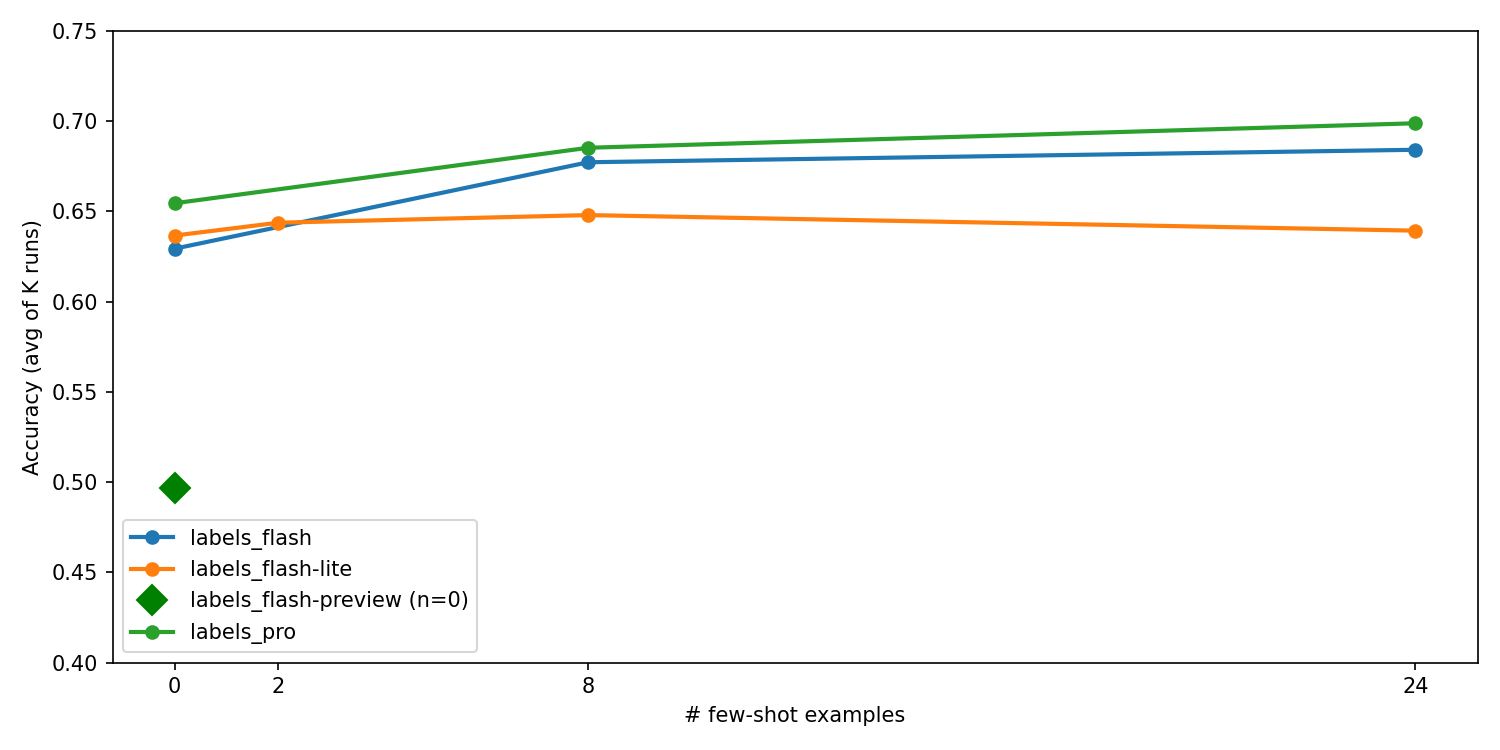 0.75
0.70
0.65
0.60
0.55
0.50
0.45
0.40
Accuracy (avg of K runs)
labels_flash
labels_flash-lite
labels_flash-preview (n=0)
labels_pro
0 2 8 24
# few-shot examples